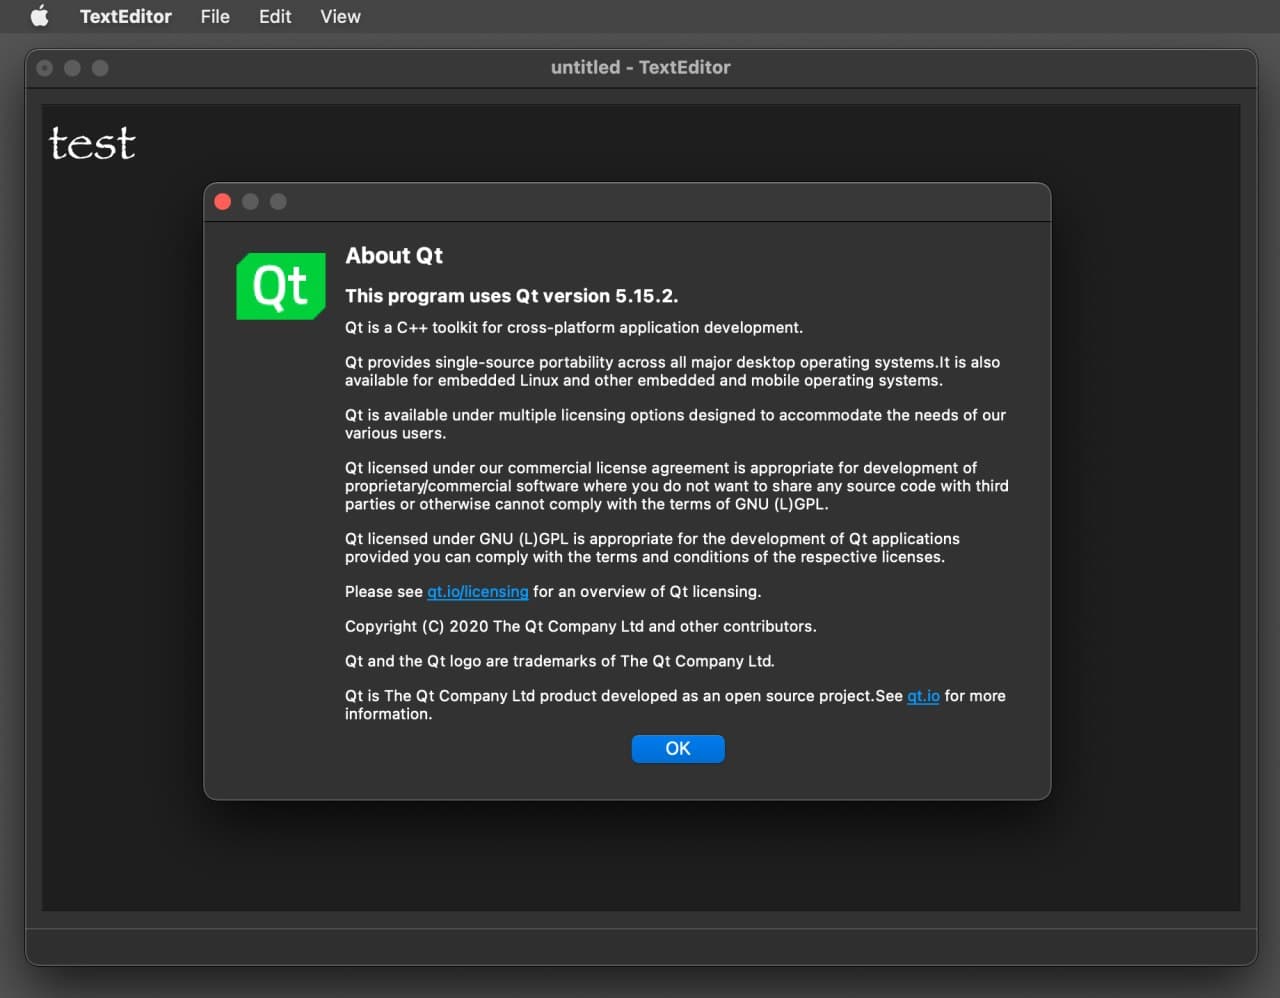 TextEditor File Edit View
untitled - TextEditor
test
Qt
About Qt
This program uses Qt version 5.15.2.
Qt is a C++ toolkit for cross-platform application development.
Qt provides single-source portability across all major desktop operating systems.It is also
available for embedded Linux and other embedded and mobile operating systems.
Qt is available under multiple licensing options designed to accommodate the needs of our
various users.
Qt licensed under our commercial license agreement is appropriate for development of
proprietary/commercial software where you do not want to share any source code with third
parties or otherwise cannot comply with the terms of GNU (L)GPL.
Qt licensed under GNU (L)GPL is appropriate for the development of Qt applications
provided you can comply with the terms and conditions of the respective licenses.
Please see qt.io/licensing for an overview of Qt licensing.
Copyright (C) 2020 The Qt Company Ltd and other contributors.
Qt and the Qt logo are trademarks of The Qt Company Ltd.
Qt is The Qt Company Ltd product developed as an open source project.See qt.io for more
information.
OK